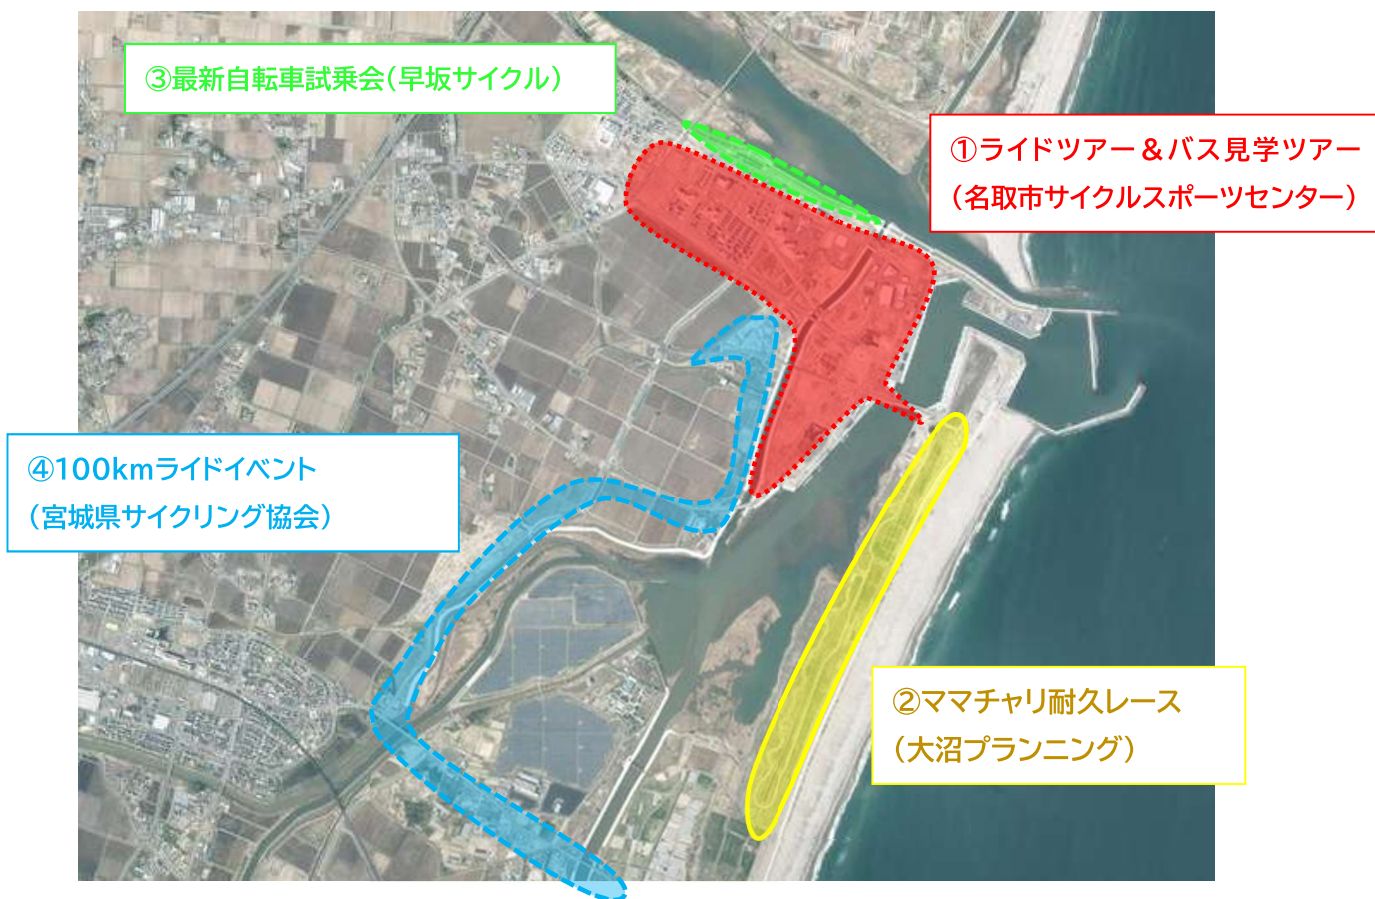 ③最新自転車試乗会(早坂サイクル)
①ライドツアー＆バス見学ツアー
(名取市サイクルスポーツセンター)
④100kmライドイベント
(宮城県サイクリング協会)
②ママチャリ耐久レース
(大沼プランニング)